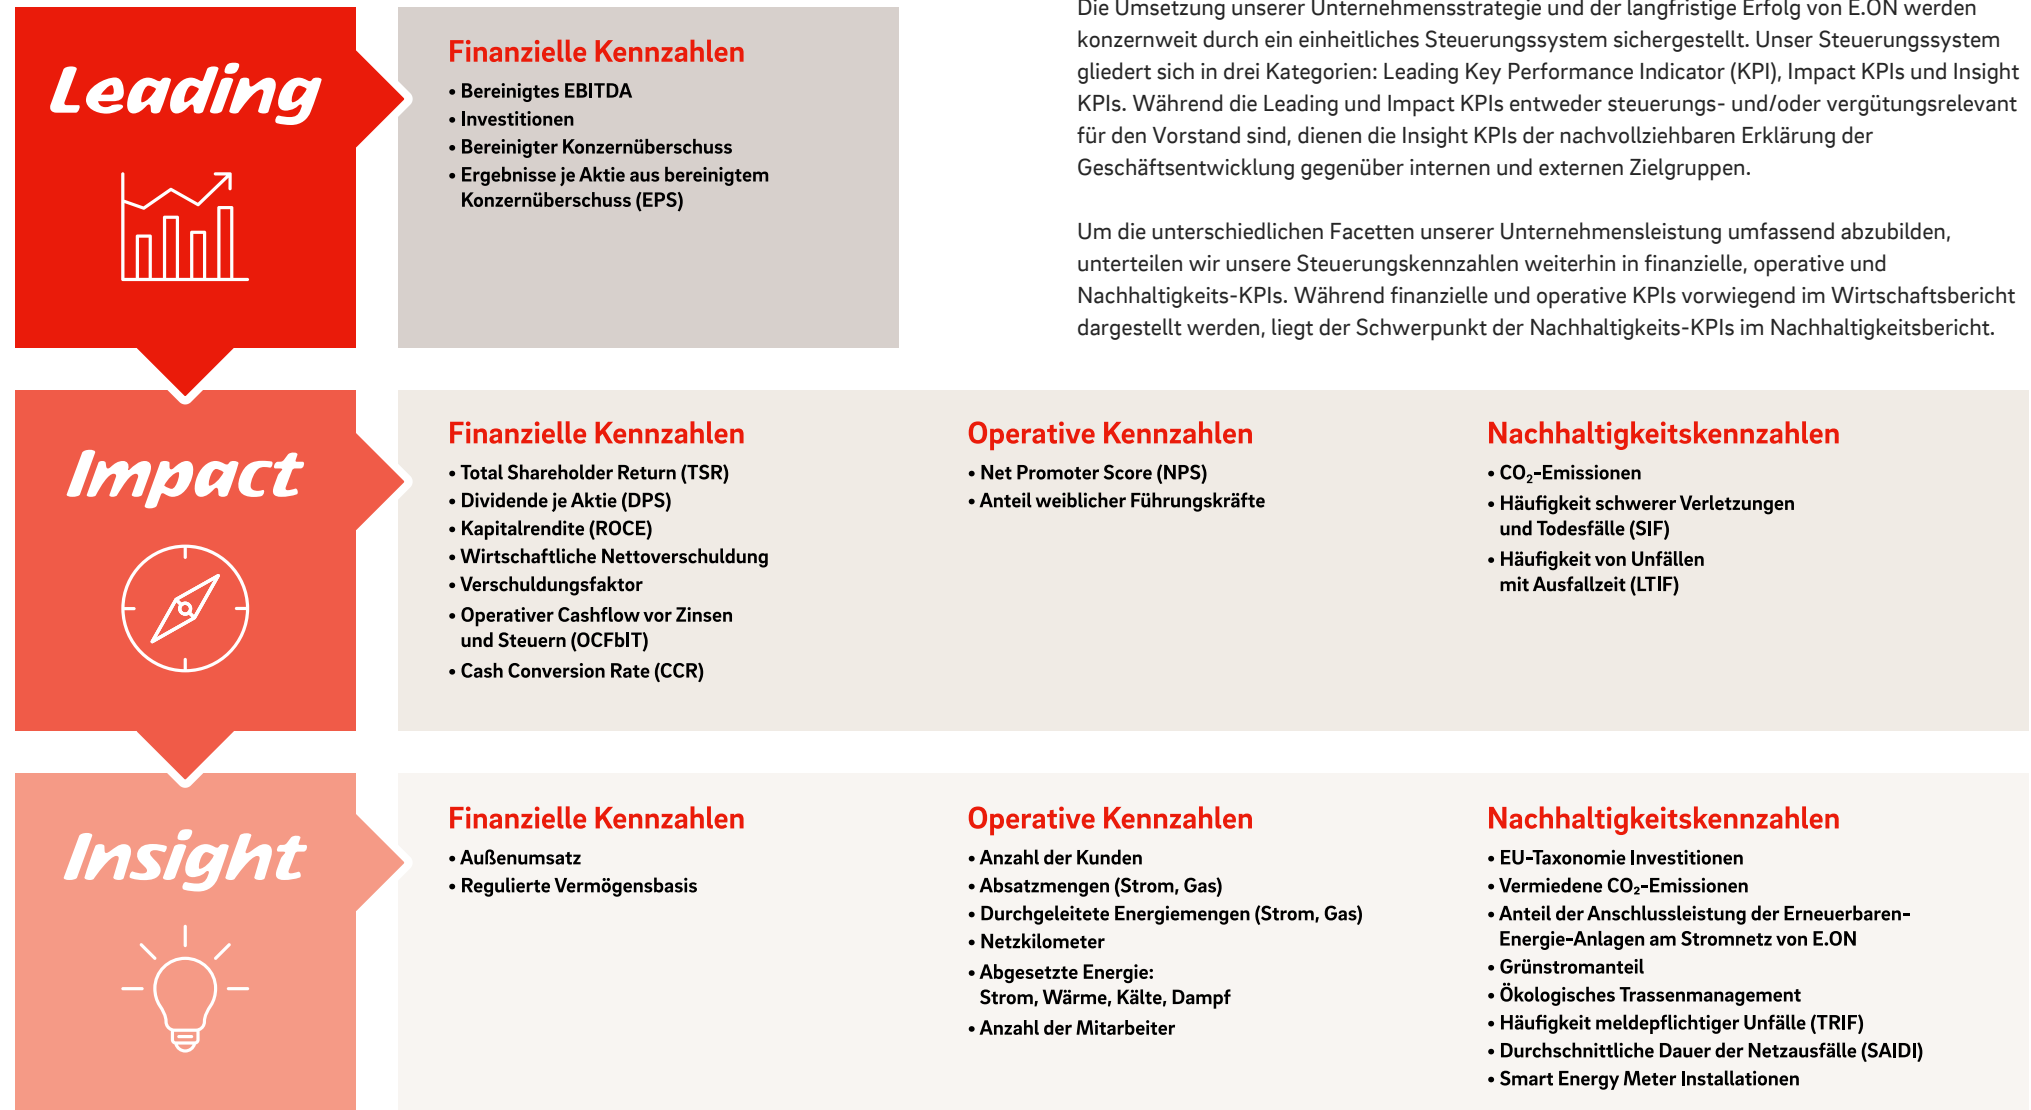 Leading
Finanzielle Kennzahlen
• Bereinigtes EBITDA
• Investitionen
• Bereinigter Konzernüberschuss
• Ergebnisse je Aktie aus bereinigtem
Konzernüberschuss (EPS)
Die Umsetzung unserer Unternehmensstrategie und der langfristige Erfolg von E.ON werden
konzernweit durch ein einheitliches Steuerungssystem sichergestellt. Unser Steuerungssystem
gliedert sich in drei Kategorien: Leading Key Performance Indicator (KPI), Impact KPIs und Insight
KPIs. Während die Leading und Impact KPIs entweder steuerungs- und/oder vergütungsrelevant
für den Vorstand sind, dienen die Insight KPIs der nachvollziehbaren Erklärung der
Geschäftsentwicklung gegenüber internen und externen Zielgruppen.
Um die unterschiedlichen Facetten unserer Unternehmensleistung umfassend abzubilden,
unterteilen wir unsere Steuerungskennzahlen weiterhin in finanzielle, operative und
Nachhaltigkeits-KPIs. Während finanzielle und operative KPIs vorwiegend im Wirtschaftsbericht
dargestellt werden, liegt der Schwerpunkt der Nachhaltigkeits-KPIs im Nachhaltigkeitsbericht.
Impact
Finanzielle Kennzahlen
• Total Shareholder Return (TSR)
• Dividende je Aktie (DPS)
• Kapitalrendite (ROCE)
• Wirtschaftliche Nettoverschuldung
• Verschuldungsfaktor
• Operativer Cashflow vor Zinsen
und Steuern (OCFbIT)
• Cash Conversion Rate (CCR)
Operative Kennzahlen
• Net Promoter Score (NPS)
• Anteil weiblicher Führungskräfte
Nachhaltigkeitskennzahlen
• CO₂-Emissionen
• Häufigkeit schwerer Verletzungen
und Todesfälle (SIF)
• Häufigkeit von Unfällen
mit Ausfallzeit (LTIF)
Insight
Finanzielle Kennzahlen
• Außenumsatz
• Regulierte Vermögensbasis
Operative Kennzahlen
• Anzahl der Kunden
• Absatzmengen (Strom, Gas)
• Durchgeleitete Energiemengen (Strom, Gas)
• Netzkilometer
• Abgesetzte Energie:
Strom, Wärme, Kälte, Dampf
• Anzahl der Mitarbeiter
Nachhaltigkeitskennzahlen
• EU-Taxonomie Investitionen
• Vermiedene CO₂-Emissionen
• Anteil der Anschlussleistung der Erneuerbaren-
Energie-Anlagen am Stromnetz von E.ON
• Grünstromanteil
• Ökologisches Trassenmanagement
• Häufigkeit meldepflichtiger Unfälle (TRIF)
• Durchschnittliche Dauer der Netzausfälle (SAIDI)
• Smart Energy Meter Installationen